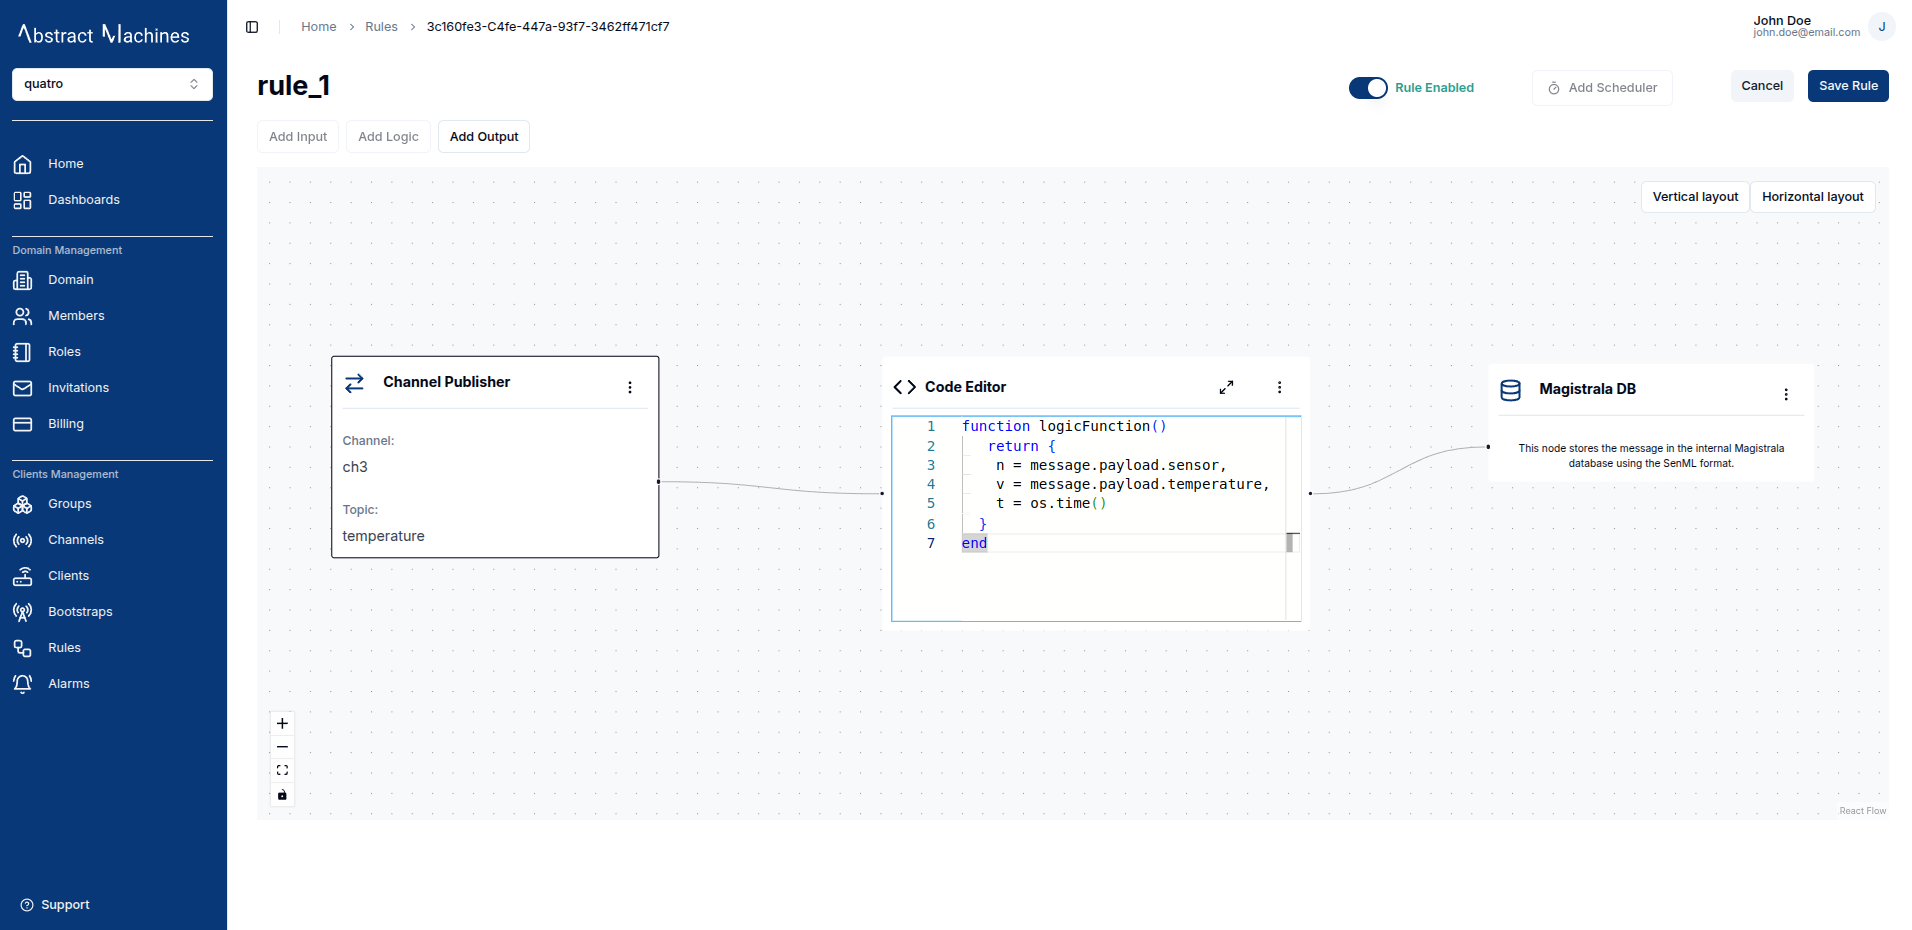 Abstract Machines
quatro
Home
Dashboards
Domain Management
Domain
Members
Roles
Invitations
Billing
Clients Management
Groups
Channels
Clients
Bootstraps
Rules
Alarms
Support
Home > Rules > 3c160fe3-C4fe-447a-93f7-3462ff471cf7
John Doe
john.doe@email.com
J
rule_1
Rule Enabled
Add Scheduler
Cancel
Save Rule
Add Input
Add Logic
Add Output
Vertical layout
Horizontal layout
Channel Publisher
Channel:
ch3
Topic:
temperature
Code Editor
1 function logicFunction()
2 return {
3 n = message.payload.sensor,
4 v = message.payload.temperature,
5 t = os.time()
6 }
7 end
Magistrala DB
This node stores the message in the internal Magistrala
database using the SenML format.
React Flow